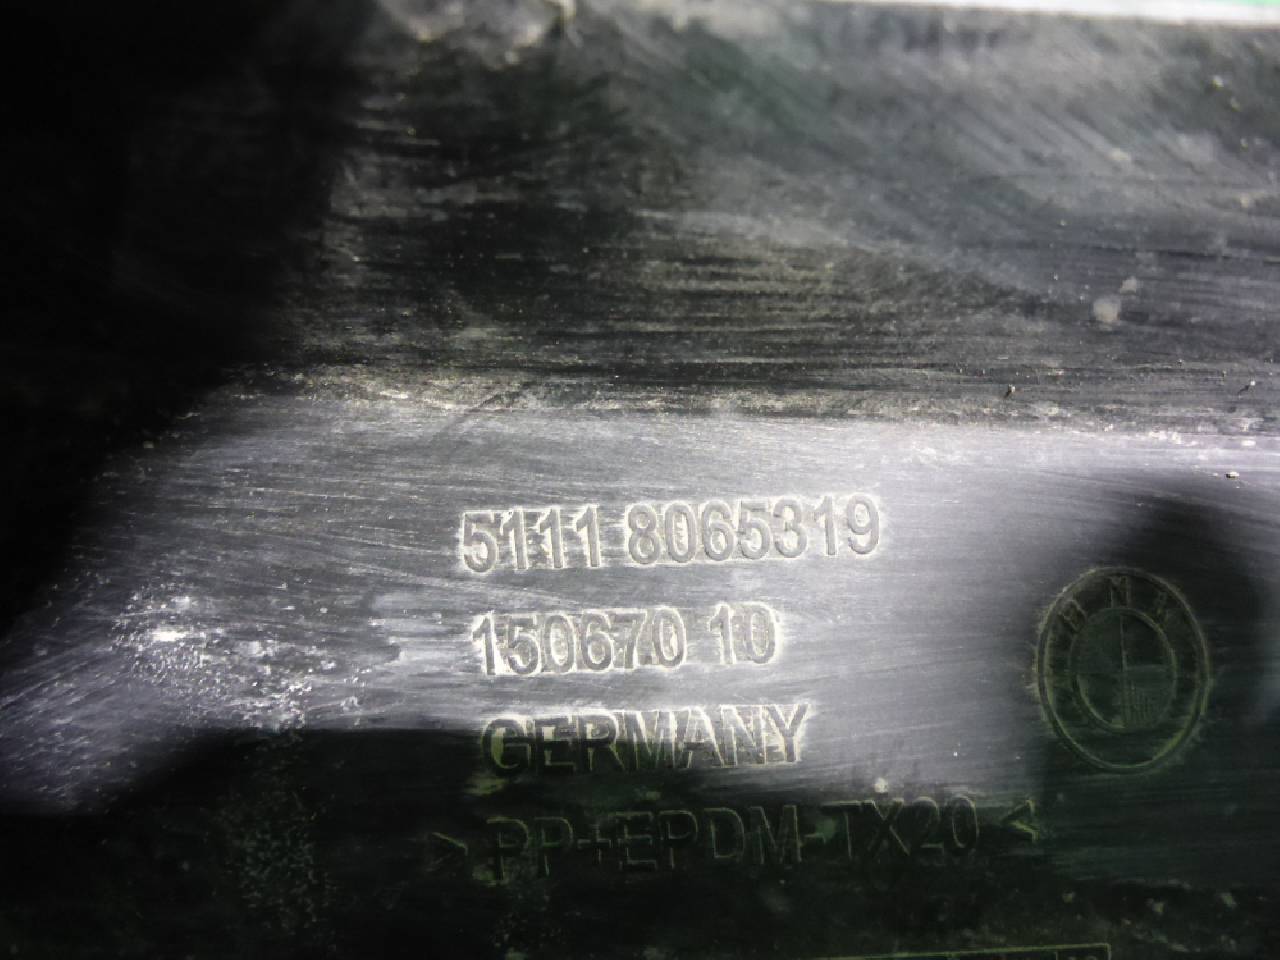 5111 8065319
150670 10
GERMANY
>PP+EPDM-TX20<